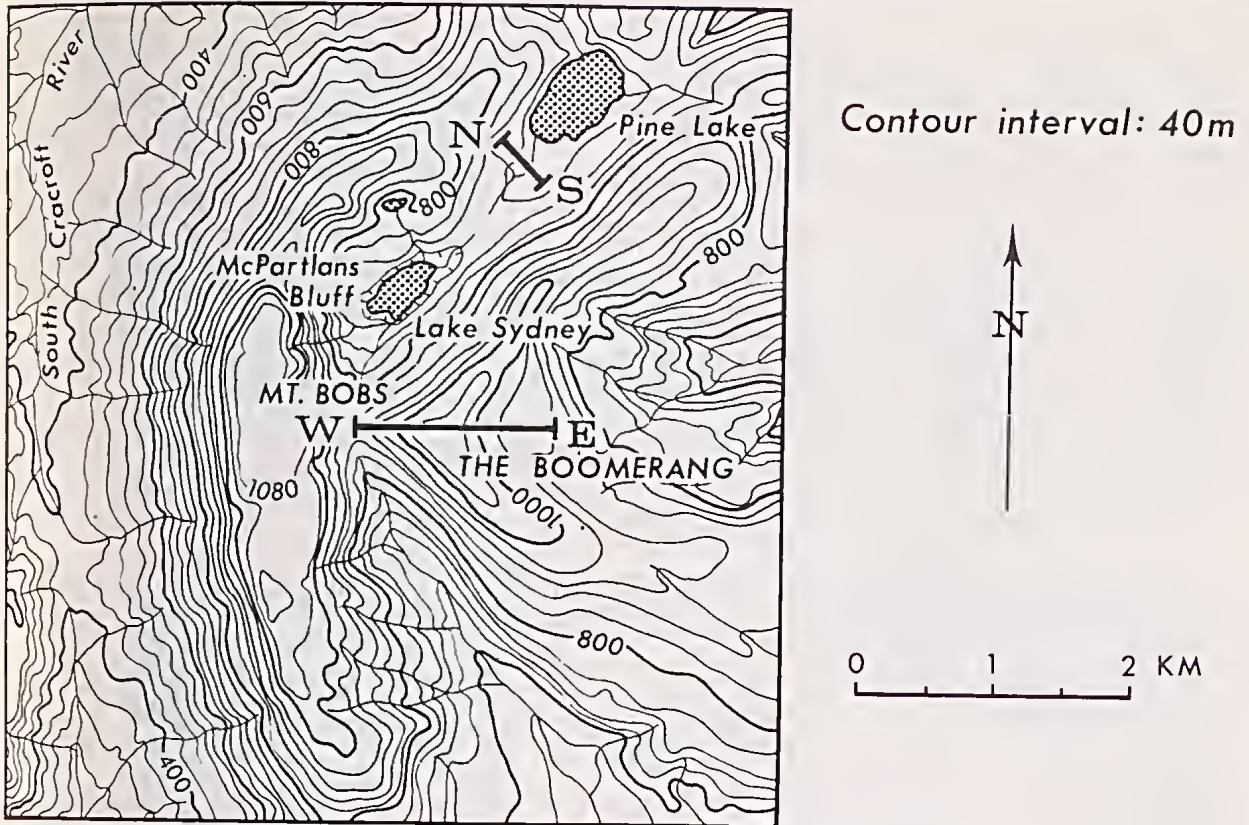 River
400
600
800
N
S
Pine Lake
800
South Cracroft
McPartlans
Bluff
800
Lake Sydney
MT. BOBS
W
E
THE BOOMERANG
1080
1000
800
400
Contour interval: 40m
N
0 1 2 KM